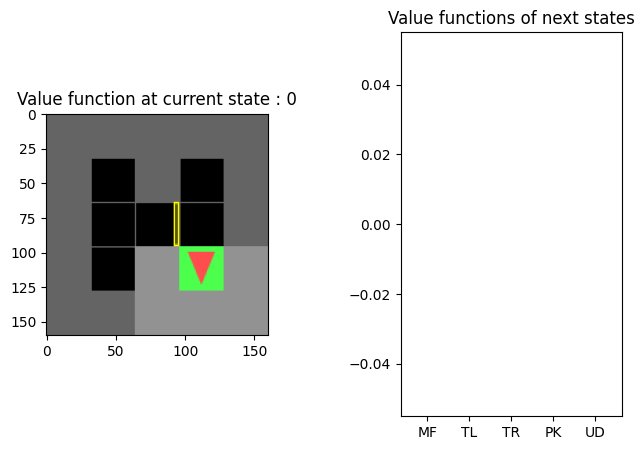 Value function at current state : 0
0
25
50
75
100
125
150
0
50
100
150
Value functions of next states
0.04
0.02
0.00
−0.02
−0.04
MF
TL
TR
PK
UD